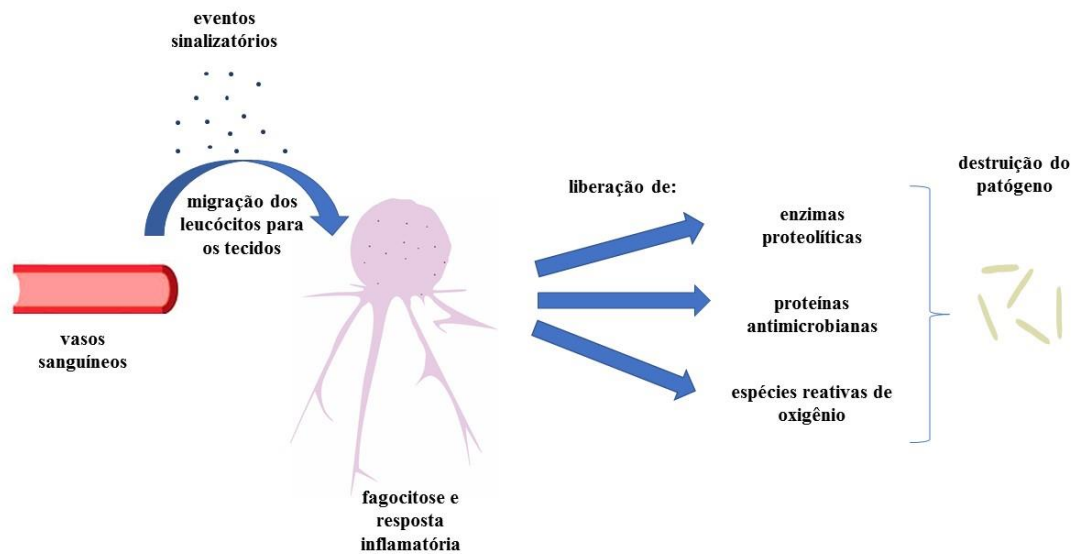 eventos
sinalizatórios
migração dos
leucócitos para
os tecidos
vasos
sanguíneos
fagocitose e
resposta
inflamatória
liberação de:
enzimas
proteolíticas
proteínas
antimicrobianas
espécies reativas de
oxigênio
destruição do
patógeno